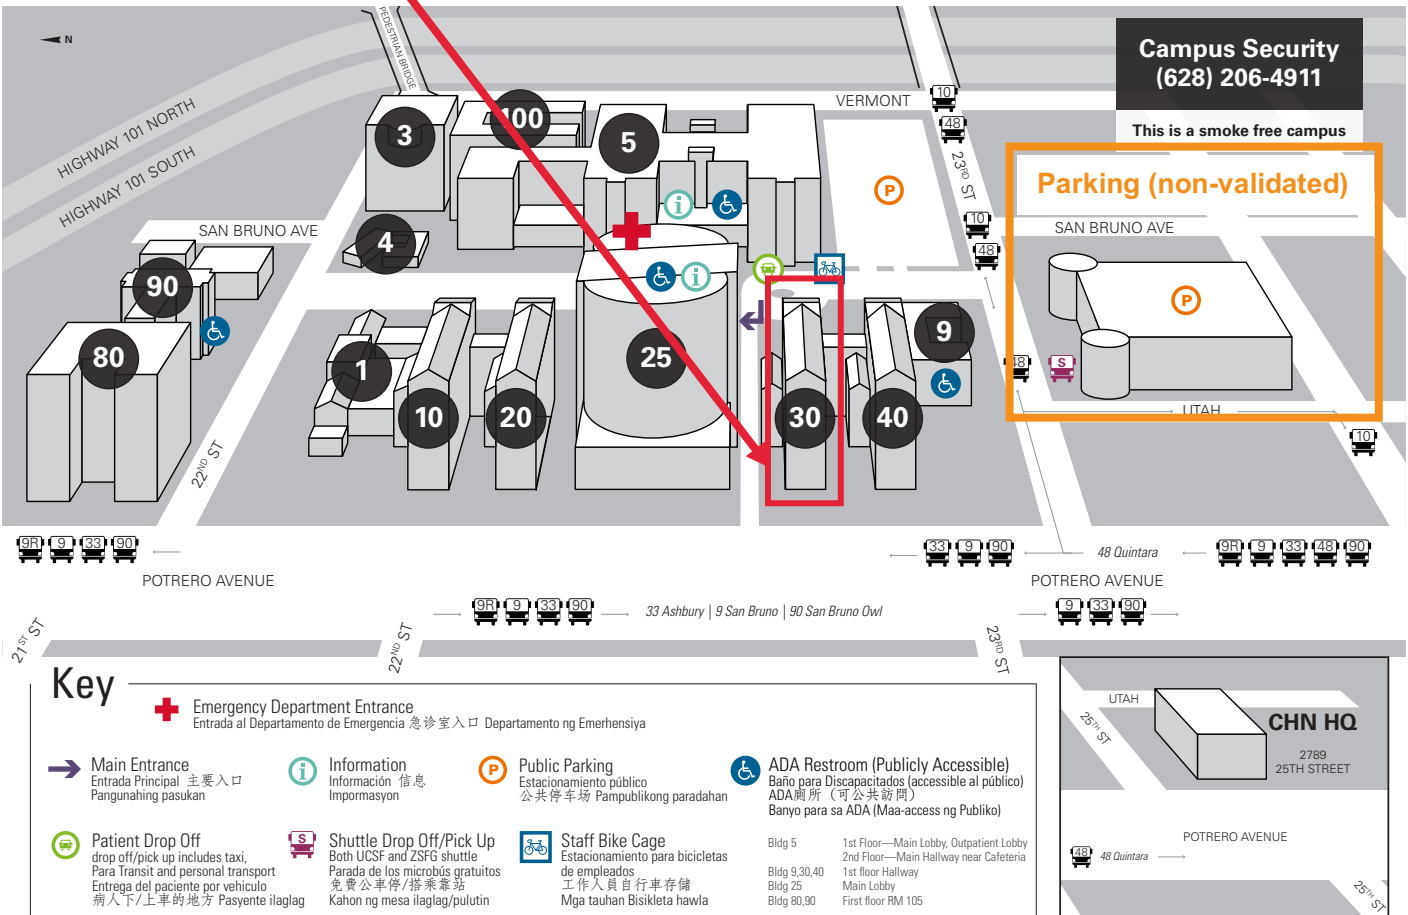 N
PEDESTRIAN BRIDGE
Campus Security
(628) 206-4911
This is a smoke free campus
HIGHWAY 101 NORTH
HIGHWAY 101 SOUTH
VERMONT
10
48
23RD ST
3
100
5
P
Parking (non-validated)
SAN BRUNO AVE
10
48
SAN BRUNO AVE
4
90
80
1
10
20
25
30
40
9
P
48
S
UTAH
10
22ND ST
9R 9 33 90
33 9 90
48 Quintara
9R 9 33 48 90
POTRERO AVENUE
POTRERO AVENUE
9R 9 33 90
33 Ashbury | 9 San Bruno | 90 San Bruno Owl
9 33 90
21ST ST
22ND ST
23RD ST
Key
Emergency Department Entrance
Entrada al Departamento de Emergencia 急诊室入口 Departamento ng Emerhensiya
Main Entrance
Entrada Principal 主要入口
Pangunahing pasukan
Information
Información 信息
Impormasyon
P
Public Parking
Estacionamiento público
公共停车场 Pampublikong paradahan
ADA Restroom (Publicly Accessible)
Baño para Discapacitados (accessible al público)
ADA厕所（可公共訪問）
Banyo para sa ADA (Maa-access ng Publiko)
Patient Drop Off
drop off/pick up includes taxi,
Para Transit and personal transport
Entrega del paciente por vehiculo
病人下/上車的地方 Pasyente ilaglag
S
Shuttle Drop Off/Pick Up
Both UCSF and ZSFG shuttle
Parada de los microbús gratuitos
免費公車停/搭乘靠站
Kahon ng mesa ilaglag/pulutin
Staff Bike Cage
Estacionamiento para bicicletas
de empleados
工作人員自行車存儲
Mga tauhan Bisikleta hawla
Bldg 5 1st Floor—Main Lobby, Outpatient Lobby
2nd Floor—Main Hallway near Cafeteria
Bldg 9,30,40 1st floor Hallway
Bldg 25 Main Lobby
Bldg 80,90 First floor RM 105
UTAH
25TH ST
CHN HQ
2789
25TH STREET
POTRERO AVENUE
48
48 Quintara
25TH ST